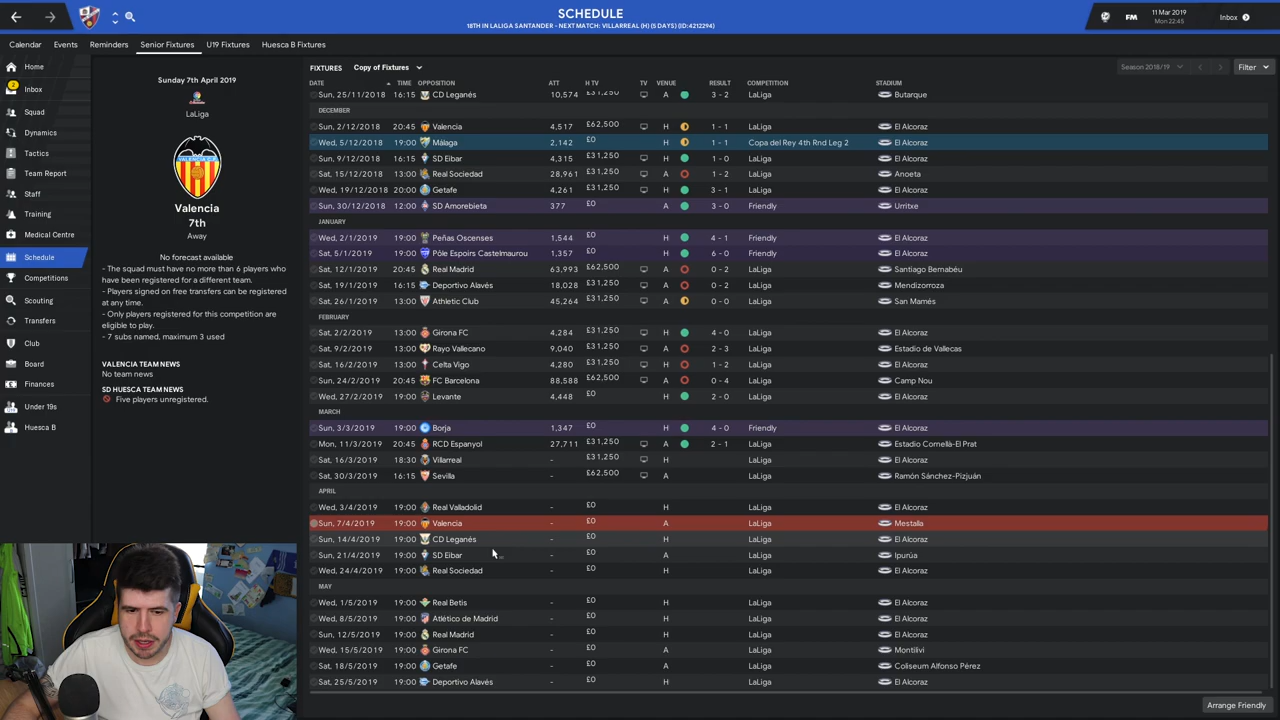 SCHEDULE
18TH IN LALIGA SANTANDER - NEXT MATCH: VILLARREAL (H) (5 DAYS) (ID:4212294)
11 Mar 2019
Mon 22:45
FM
Inbox
Calendar Events Reminders Senior Fixtures U19 Fixtures Huesca B Fixtures
Home
Inbox
2
Squad
Dynamics
Tactics
Team Report
Staff
Training
Medical Centre
Schedule
Competitions
Scouting
Transfers
Club
Board
Finances
Under 19s
Huesca B
Sunday 7th April 2019
LaLiga
Valencia
7th
Away
No forecast available
- The squad must have no more than 6 players who
have been registered for a different team.
- Players signed on free transfers can be registered
at any time.
- Only players registered for this competition are
eligible to play.
- 7 subs named, maximum 3 used
VALENCIA TEAM NEWS
No team news
SD HUESCA TEAM NEWS
Five players unregistered.
FIXTURES Copy of Fixtures
Season 2018/19 Filter
DATE TIME OPPOSITION ATT H TV TV VENUE RESULT COMPETITION STADIUM
Sun, 25/11/2018 16:15 CD Leganés 10,574 £31,250 A 3 - 2 LaLiga Butarque
DECEMBER
Sun, 2/12/2018 20:45 Valencia 4,517 £62,500 H 1 - 1 LaLiga El Alcoraz
Wed, 5/12/2018 19:00 Málaga 2,142 £0 H 1 - 1 Copa del Rey 4th Rnd Leg 2 El Alcoraz
Sun, 9/12/2018 16:15 SD Eibar 4,315 £31,250 H 1 - 0 LaLiga El Alcoraz
Sat, 15/12/2018 13:00 Real Sociedad 28,961 £31,250 A 1 - 2 LaLiga Anoeta
Wed, 19/12/2018 20:00 Getafe 4,261 £31,250 H 3 - 1 LaLiga El Alcoraz
Sun, 30/12/2018 12:00 SD Amorebieta 377 £0 A 3 - 0 Friendly Urritxe
JANUARY
Wed, 2/1/2019 19:00 Peñas Oscenses 1,544 £0 H 4 - 1 Friendly El Alcoraz
Sat, 5/1/2019 19:00 Pôle Espoirs Castelmaurou 1,357 £0 H 6 - 0 Friendly El Alcoraz
Sat, 12/1/2019 20:45 Real Madrid 63,993 £62,500 A 0 - 2 LaLiga Santiago Bernabéu
Sat, 19/1/2019 16:15 Deportivo Alavés 18,028 £31,250 A 0 - 2 LaLiga Mendizorroza
Sat, 26/1/2019 13:00 Athletic Club 45,264 £31,250 A 0 - 0 LaLiga San Mamés
FEBRUARY
Sat, 2/2/2019 13:00 Girona FC 4,284 £31,250 H 4 - 0 LaLiga El Alcoraz
Sat, 9/2/2019 13:00 Rayo Vallecano 9,040 £31,250 A 2 - 3 LaLiga Estadio de Vallecas
Sat, 16/2/2019 13:00 Celta Vigo 4,280 £31,250 H 1 - 2 LaLiga El Alcoraz
Sun, 24/2/2019 20:45 FC Barcelona 88,588 £62,500 A 0 - 4 LaLiga Camp Nou
Wed, 27/2/2019 19:00 Levante 4,448 £0 H 2 - 0 LaLiga El Alcoraz
MARCH
Sun, 3/3/2019 19:00 Borja 1,347 £0 H 4 - 0 Friendly El Alcoraz
Mon, 11/3/2019 20:45 RCD Espanyol 27,711 £31,250 A 2 - 1 LaLiga Estadio Cornellà-El Prat
Sat, 16/3/2019 18:30 Villarreal - £31,250 H LaLiga El Alcoraz
Sat, 30/3/2019 16:15 Sevilla - £62,500 A LaLiga Ramón Sánchez-Pizjuán
APRIL
Wed, 3/4/2019 19:00 Real Valladolid - £0 H LaLiga El Alcoraz
Sun, 7/4/2019 19:00 Valencia - £0 A LaLiga Mestalla
Sun, 14/4/2019 19:00 CD Leganés - £0 H LaLiga El Alcoraz
Sun, 21/4/2019 19:00 SD Eibar - £0 A LaLiga Ipurúa
Wed, 24/4/2019 19:00 Real Sociedad - £0 H LaLiga El Alcoraz
MAY
Wed, 1/5/2019 19:00 Real Betis - £0 H LaLiga El Alcoraz
Wed, 8/5/2019 19:00 Atlético de Madrid - £0 H LaLiga El Alcoraz
Sun, 12/5/2019 19:00 Real Madrid - £0 H LaLiga El Alcoraz
Wed, 15/5/2019 19:00 Girona FC - £0 A LaLiga Montilivi
Sat, 18/5/2019 19:00 Getafe - £0 A LaLiga Coliseum Alfonso Pérez
Sat, 25/5/2019 19:00 Deportivo Alavés - £0 H LaLiga El Alcoraz
Arrange Friendly